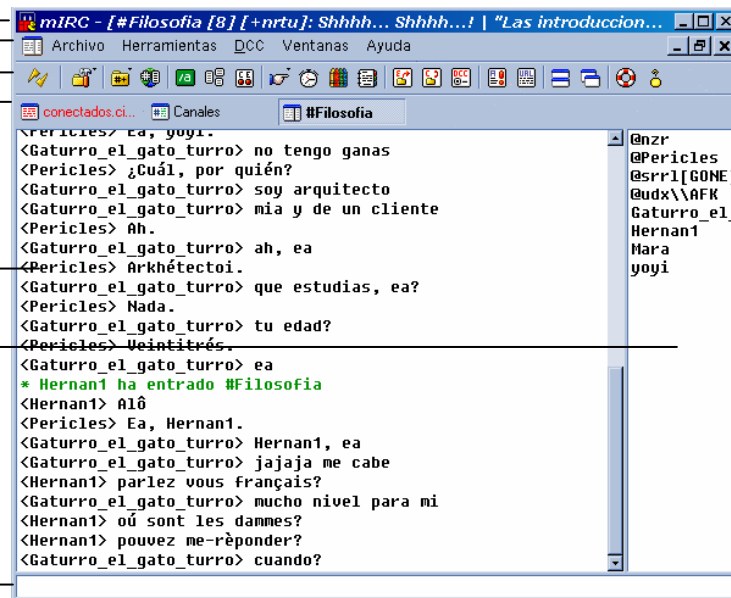 mIRC - [#Filosofia [8] [+nrtu]: Shhhh... Shhhh...! | "Las introduccion...
Archivo Herramientas DCC Ventanas Ayuda
conectados.ci... Canales #Filosofia
<Pericles> Ea, yoyi.
<Gaturro_el_gato_turro> no tengo ganas
<Pericles> ¿Cuál, por quién?
<Gaturro_el_gato_turro> soy arquitecto
<Gaturro_el_gato_turro> mia y de un cliente
<Pericles> Ah.
<Gaturro_el_gato_turro> ah, ea
<Pericles> Arkhétectoi.
<Gaturro_el_gato_turro> que estudias, ea?
<Pericles> Nada.
<Gaturro_el_gato_turro> tu edad?
<Pericles> Veintitrés.
<Gaturro_el_gato_turro> ea
* Hernan1 ha entrado #Filosofia
<Hernan1> Alô
<Pericles> Ea, Hernan1.
<Gaturro_el_gato_turro> Hernan1, ea
<Gaturro_el_gato_turro> jajaja me cabe
<Hernan1> parlez vous français?
<Gaturro_el_gato_turro> mucho nivel para mi
<Hernan1> oú sont les dammes?
<Hernan1> pouvez me-rèponder?
<Gaturro_el_gato_turro> cuando?
@nzr
@Pericles
@srrl[GONE]
@udx\\AFK
Gaturro_el_
Hernan1
Mara
yoyi